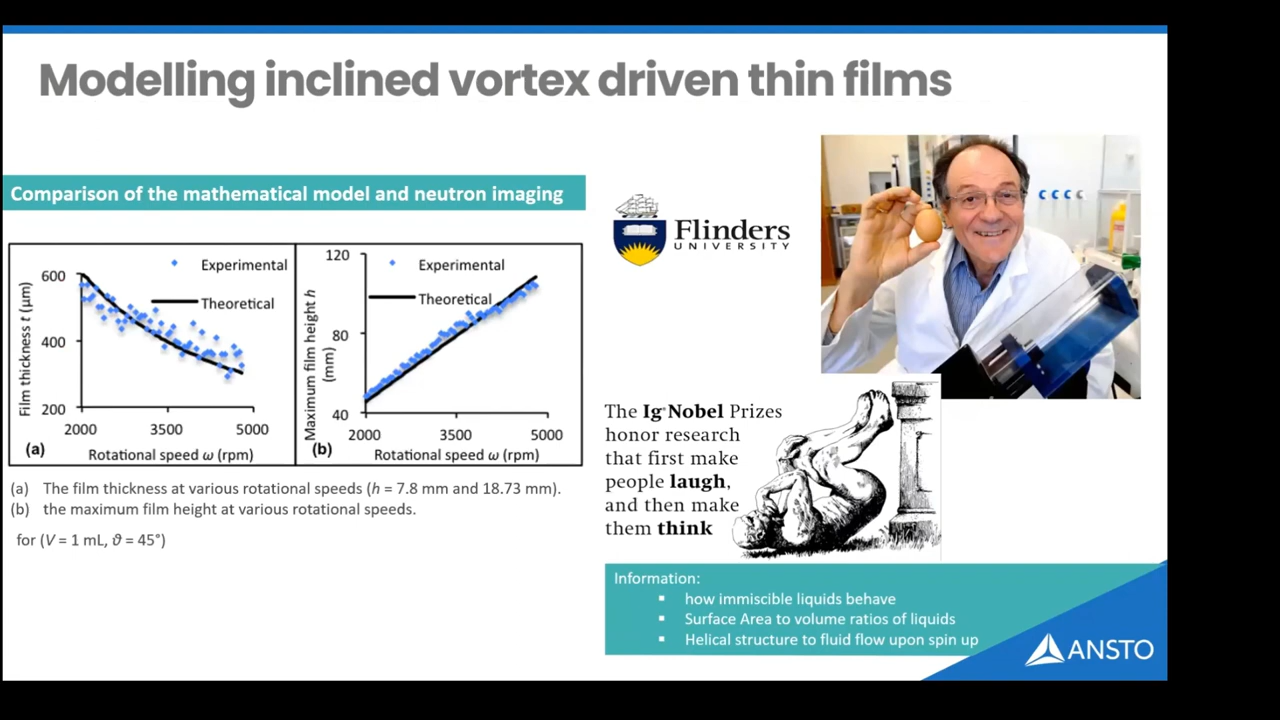 Modelling inclined vortex driven thin films
Comparison of the mathematical model and neutron imaging
600
400
200
Film thickness t (μm)
Experimental
Theoretical
2000 3500 5000
(a)
Rotational speed ω (rpm)
120
80
40
Maximum film height h
(mm)
Experimental
Theoretical
2000 3500 5000
(b)
Rotational speed ω (rpm)
(a) The film thickness at various rotational speeds (h = 7.8 mm and 18.73 mm).
(b) the maximum film height at various rotational speeds.
for (V = 1 mL, ϑ = 45°)
Flinders
UNIVERSITY
The Ig Nobel Prizes
honor research
that first make
people laugh,
and then make
them think
Information:
▪ how immiscible liquids behave
▪ Surface Area to volume ratios of liquids
▪ Helical structure to fluid flow upon spin up
ANSTO